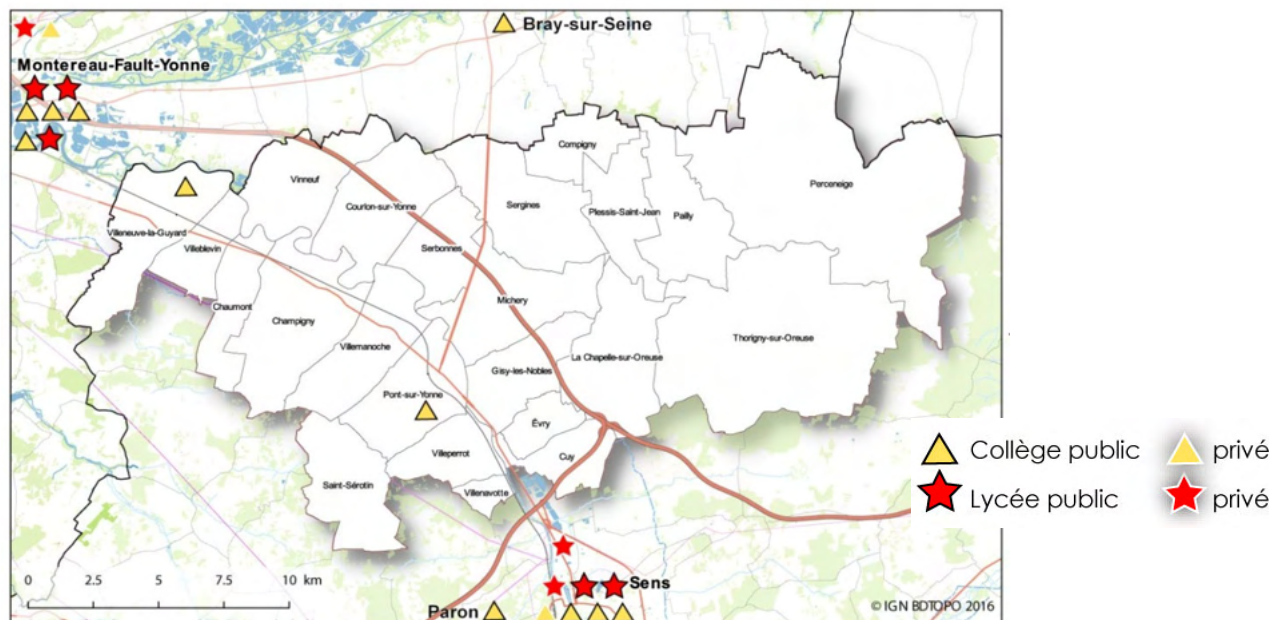 Bray-sur-Seine
Montereau-Fault-Yonne
Compigny
Vinneuf
Perceneige
Courlon-sur-Yonne
Sergines
Plessis-Saint-Jean
Pailly
Villeneuve-la-Guyard
Villeblevin
Serbonnes
Michery
Chaumont
Champigny
Villemanoche
Thorigny-sur-Oreuse
La Chapelle-sur-Oreuse
Gisy-les-Nobles
Pont-sur-Yonne
Évry
Villeperrot
Cuy
Saint-Sérotin
Villenavotte
Collège public
privé
Lycée public
privé
0 2.5 5 7.5 10 km
Sens
Paron
© IGN BDTOPO 2016